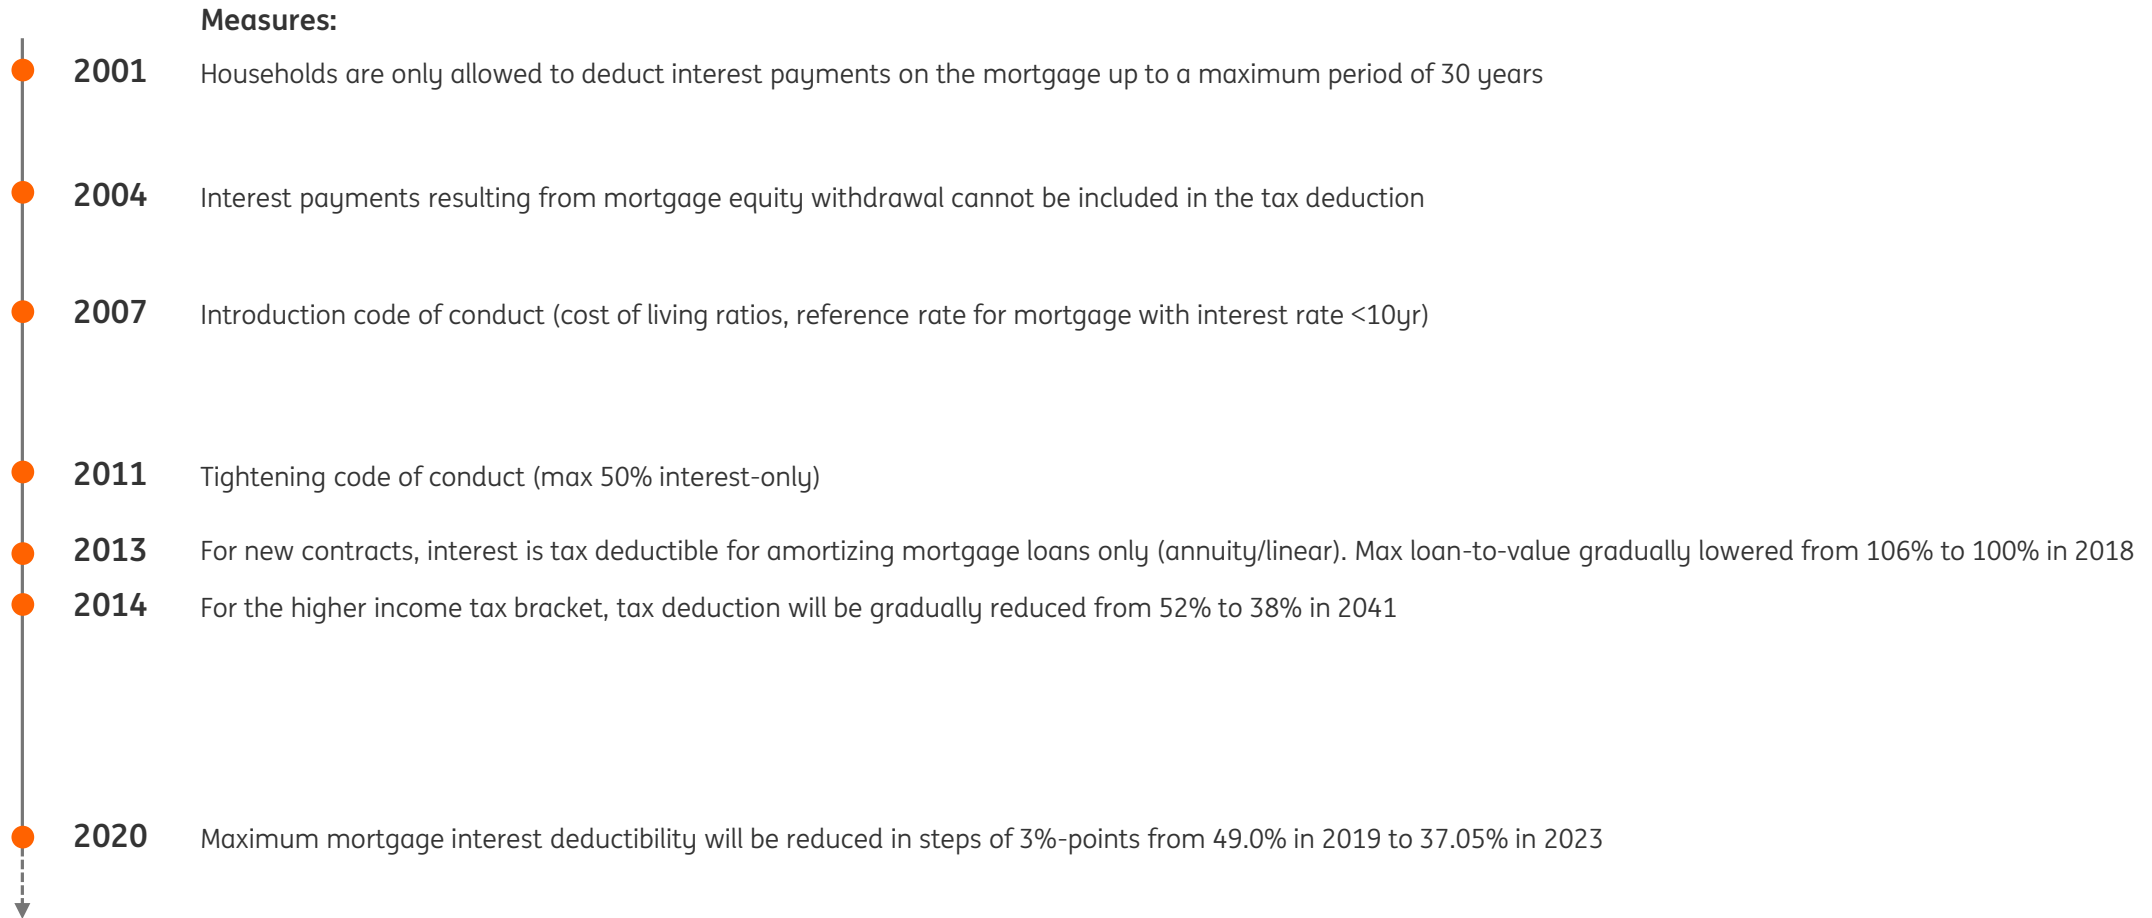 Measures:
2001 Households are only allowed to deduct interest payments on the mortgage up to a maximum period of 30 years
2004 Interest payments resulting from mortgage equity withdrawal cannot be included in the tax deduction
2007 Introduction code of conduct (cost of living ratios, reference rate for mortgage with interest rate <10yr)
2011 Tightening code of conduct (max 50% interest-only)
2013 For new contracts, interest is tax deductible for amortizing mortgage loans only (annuity/linear). Max loan-to-value gradually lowered from 106% to 100% in 2018
2014 For the higher income tax bracket, tax deduction will be gradually reduced from 52% to 38% in 2041
2020 Maximum mortgage interest deductibility will be reduced in steps of 3%-points from 49.0% in 2019 to 37.05% in 2023